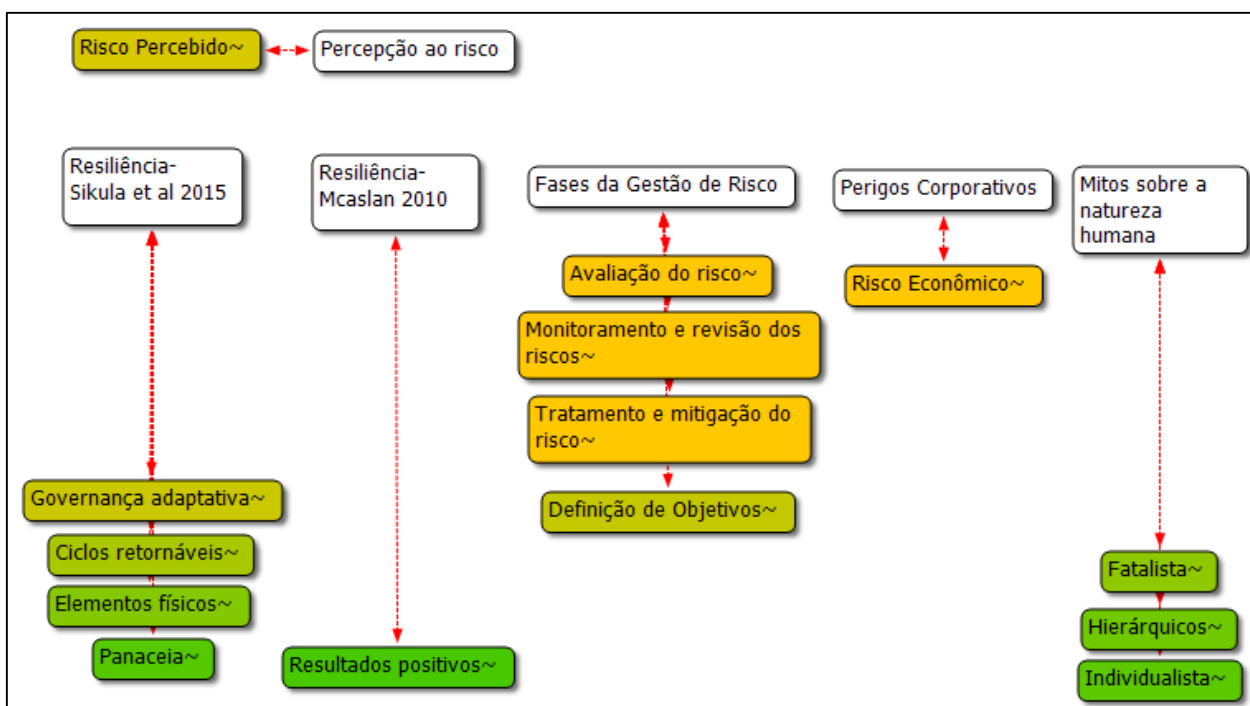 Risco Percebido~
Percepção ao risco
Resiliência-
Sikula et al 2015
Resiliência-
Mcaslan 2010
Fases da Gestão de Risco
Perigos Corporativos
Mitos sobre a
natureza
humana
Avaliação do risco~
Risco Econômico~
Monitoramento e revisão dos
riscos~
Tratamento e mitigação do
risco~
Governança adaptativa~
Definição de Objetivos~
Ciclos retornáveis~
Fatalista~
Elementos físicos~
Hierárquicos~
Panaceia~
Resultados positivos~
Individualista~